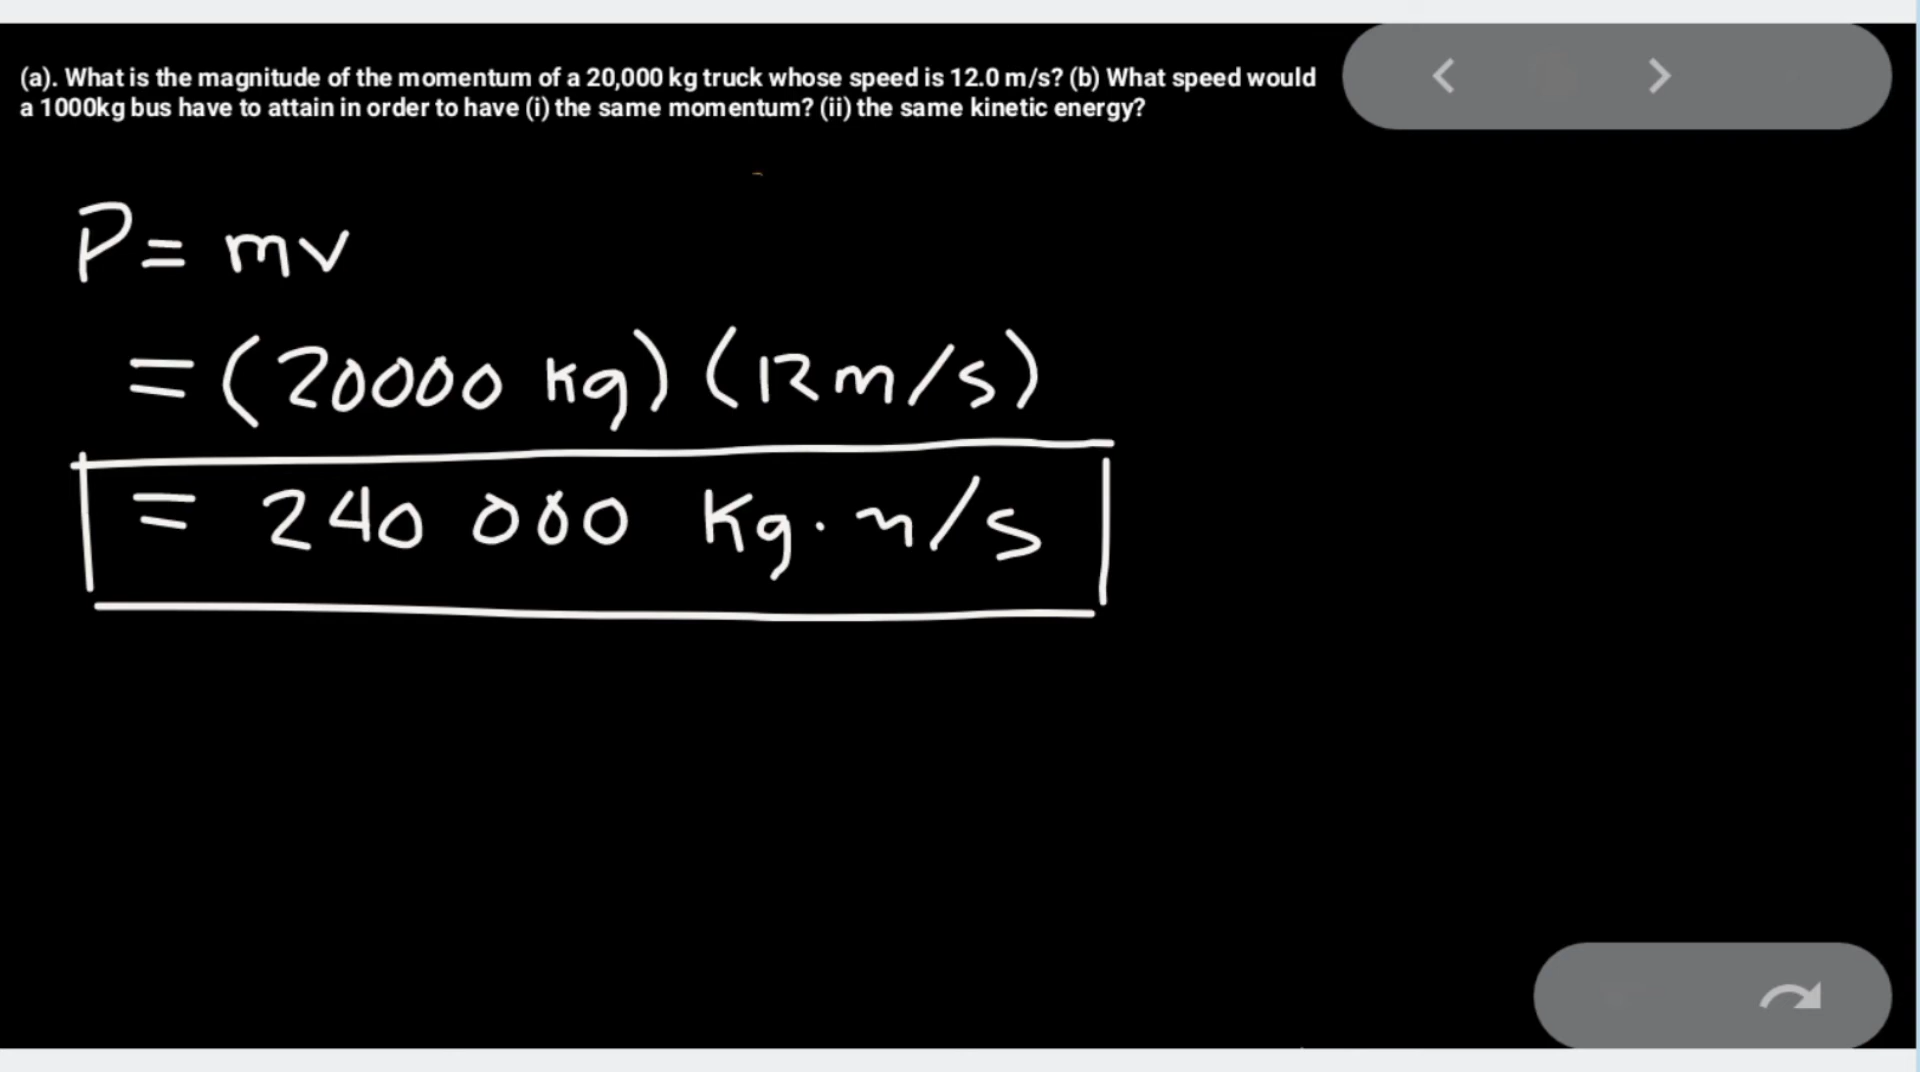 (a). What is the magnitude of the momentum of a 20,000 kg truck whose speed is 12.0 m/s? (b) What speed would
a 1000kg bus have to attain in order to have (i) the same momentum? (ii) the same kinetic energy?
P = mv
= (20000 kg) (12 m/s)
= 240 000 kg · m/s